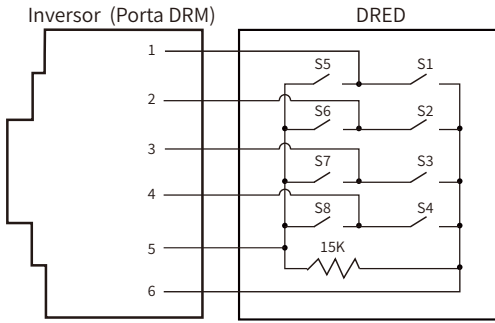 Inversor (Porta DRM)
DRED
1
S5 S1
2
S6 S2
3
S7 S3
4
S8 S4
15K
5
6